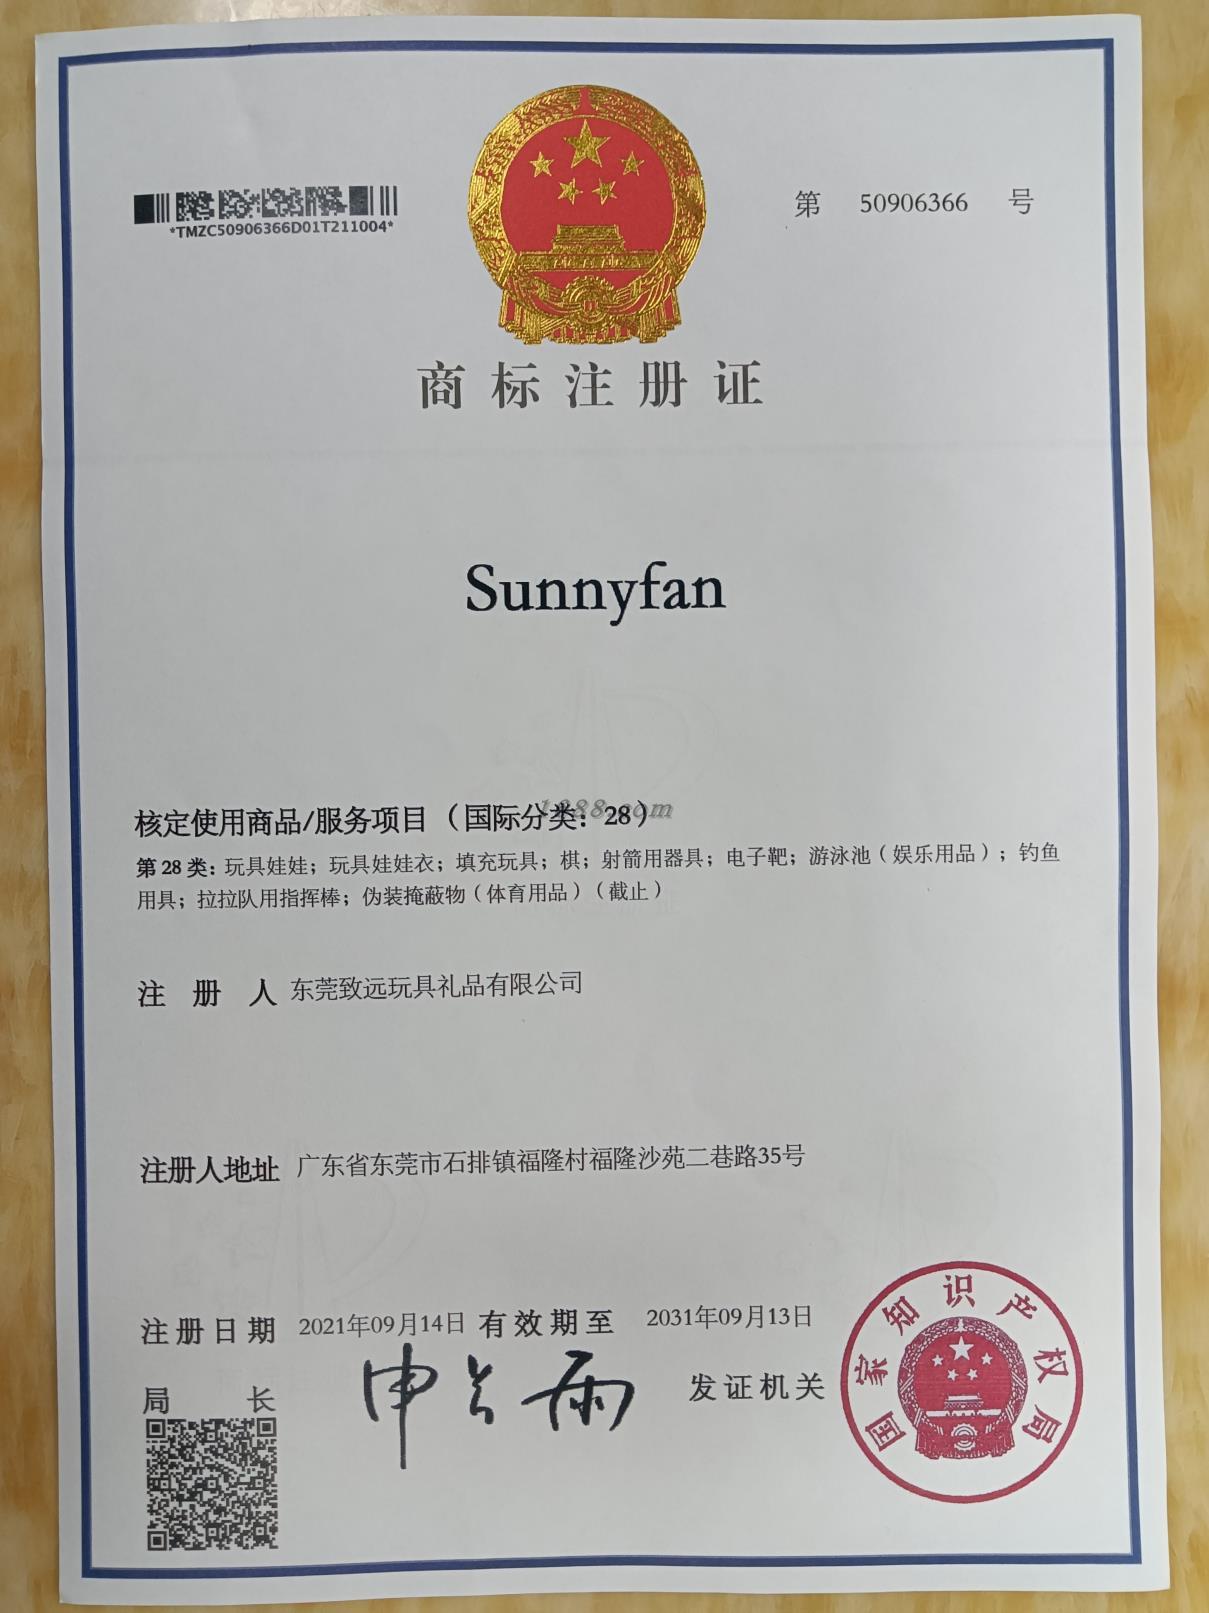 *TMZC50906366D01T211004*
第 50906366 号
商标注册证
Sunnyfan
1688.com
核定使用商品/服务项目（国际分类：28）
第28类：玩具娃娃；玩具娃娃衣；填充玩具；棋；射箭用器具；电子靶；游泳池（娱乐用品）；钓鱼
用具；拉拉队用指挥棒；伪装掩蔽物（体育用品）（截止）
注册人 东莞致远玩具礼品有限公司
注册人地址 广东省东莞市石排镇福隆村福隆沙苑二巷路35号
注册日期 2021年09月14日 有效期至 2031年09月13日
局长 申长雨 发证机关
国家知识产权局